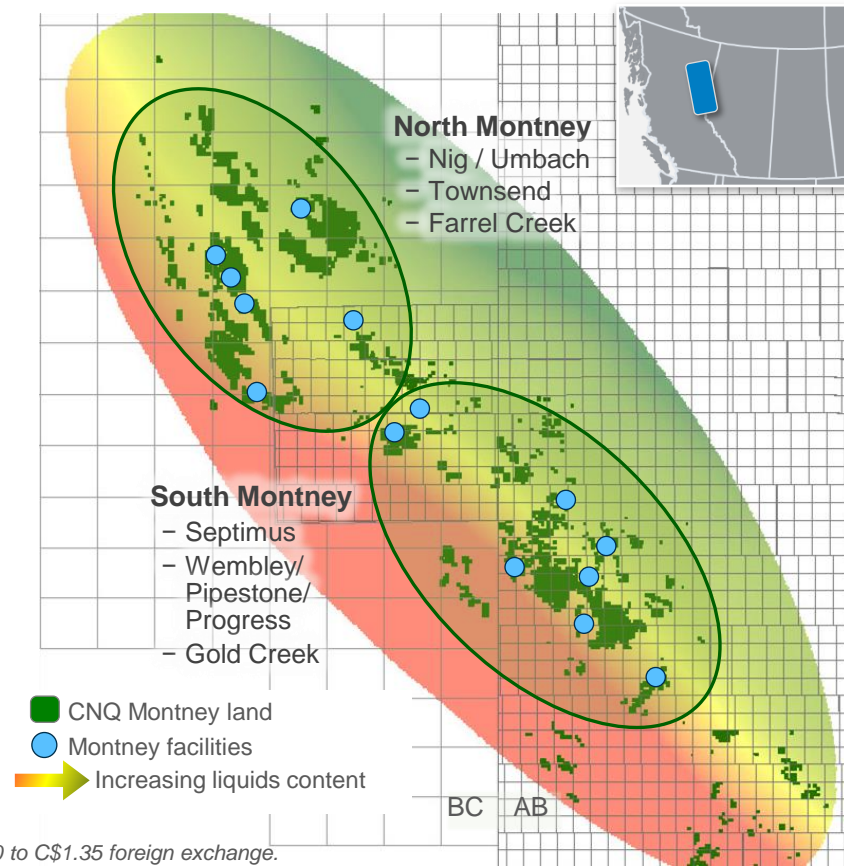 North Montney
– Nig / Umbach
– Townsend
– Farrel Creek
South Montney
– Septimus
– Wembley/
Pipestone/
Progress
– Gold Creek
CNQ Montney land
Montney facilities
Increasing liquids content
BC AB
to C$1.35 foreign exchange.